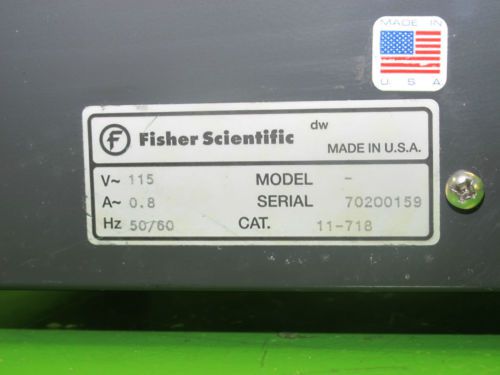 MADE IN
U S A
dw
F Fisher Scientific
MADE IN U.S.A.
V~ 115 MODEL -
A~ 0.8 SERIAL 70200159
Hz 50/60 CAT. 11-718